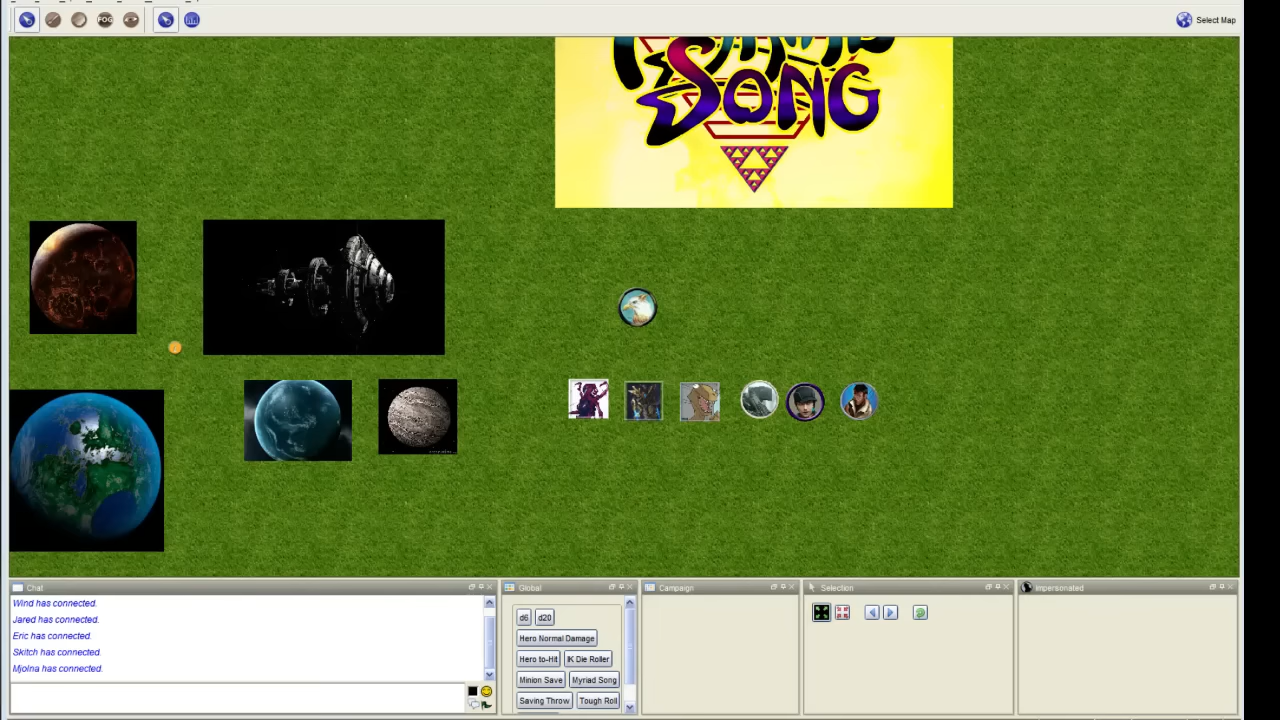 FOG
Select Map
SONG
Chat
Global
Campaign
Selection
Impersonated
Wind has connected.
Jared has connected.
Eric has connected.
Skitch has connected.
Mjolna has connected.
d6 d20
Hero Normal Damage
Hero to-Hit IK Die Roller
Minion Save Myriad Song
Saving Throw Tough Roll